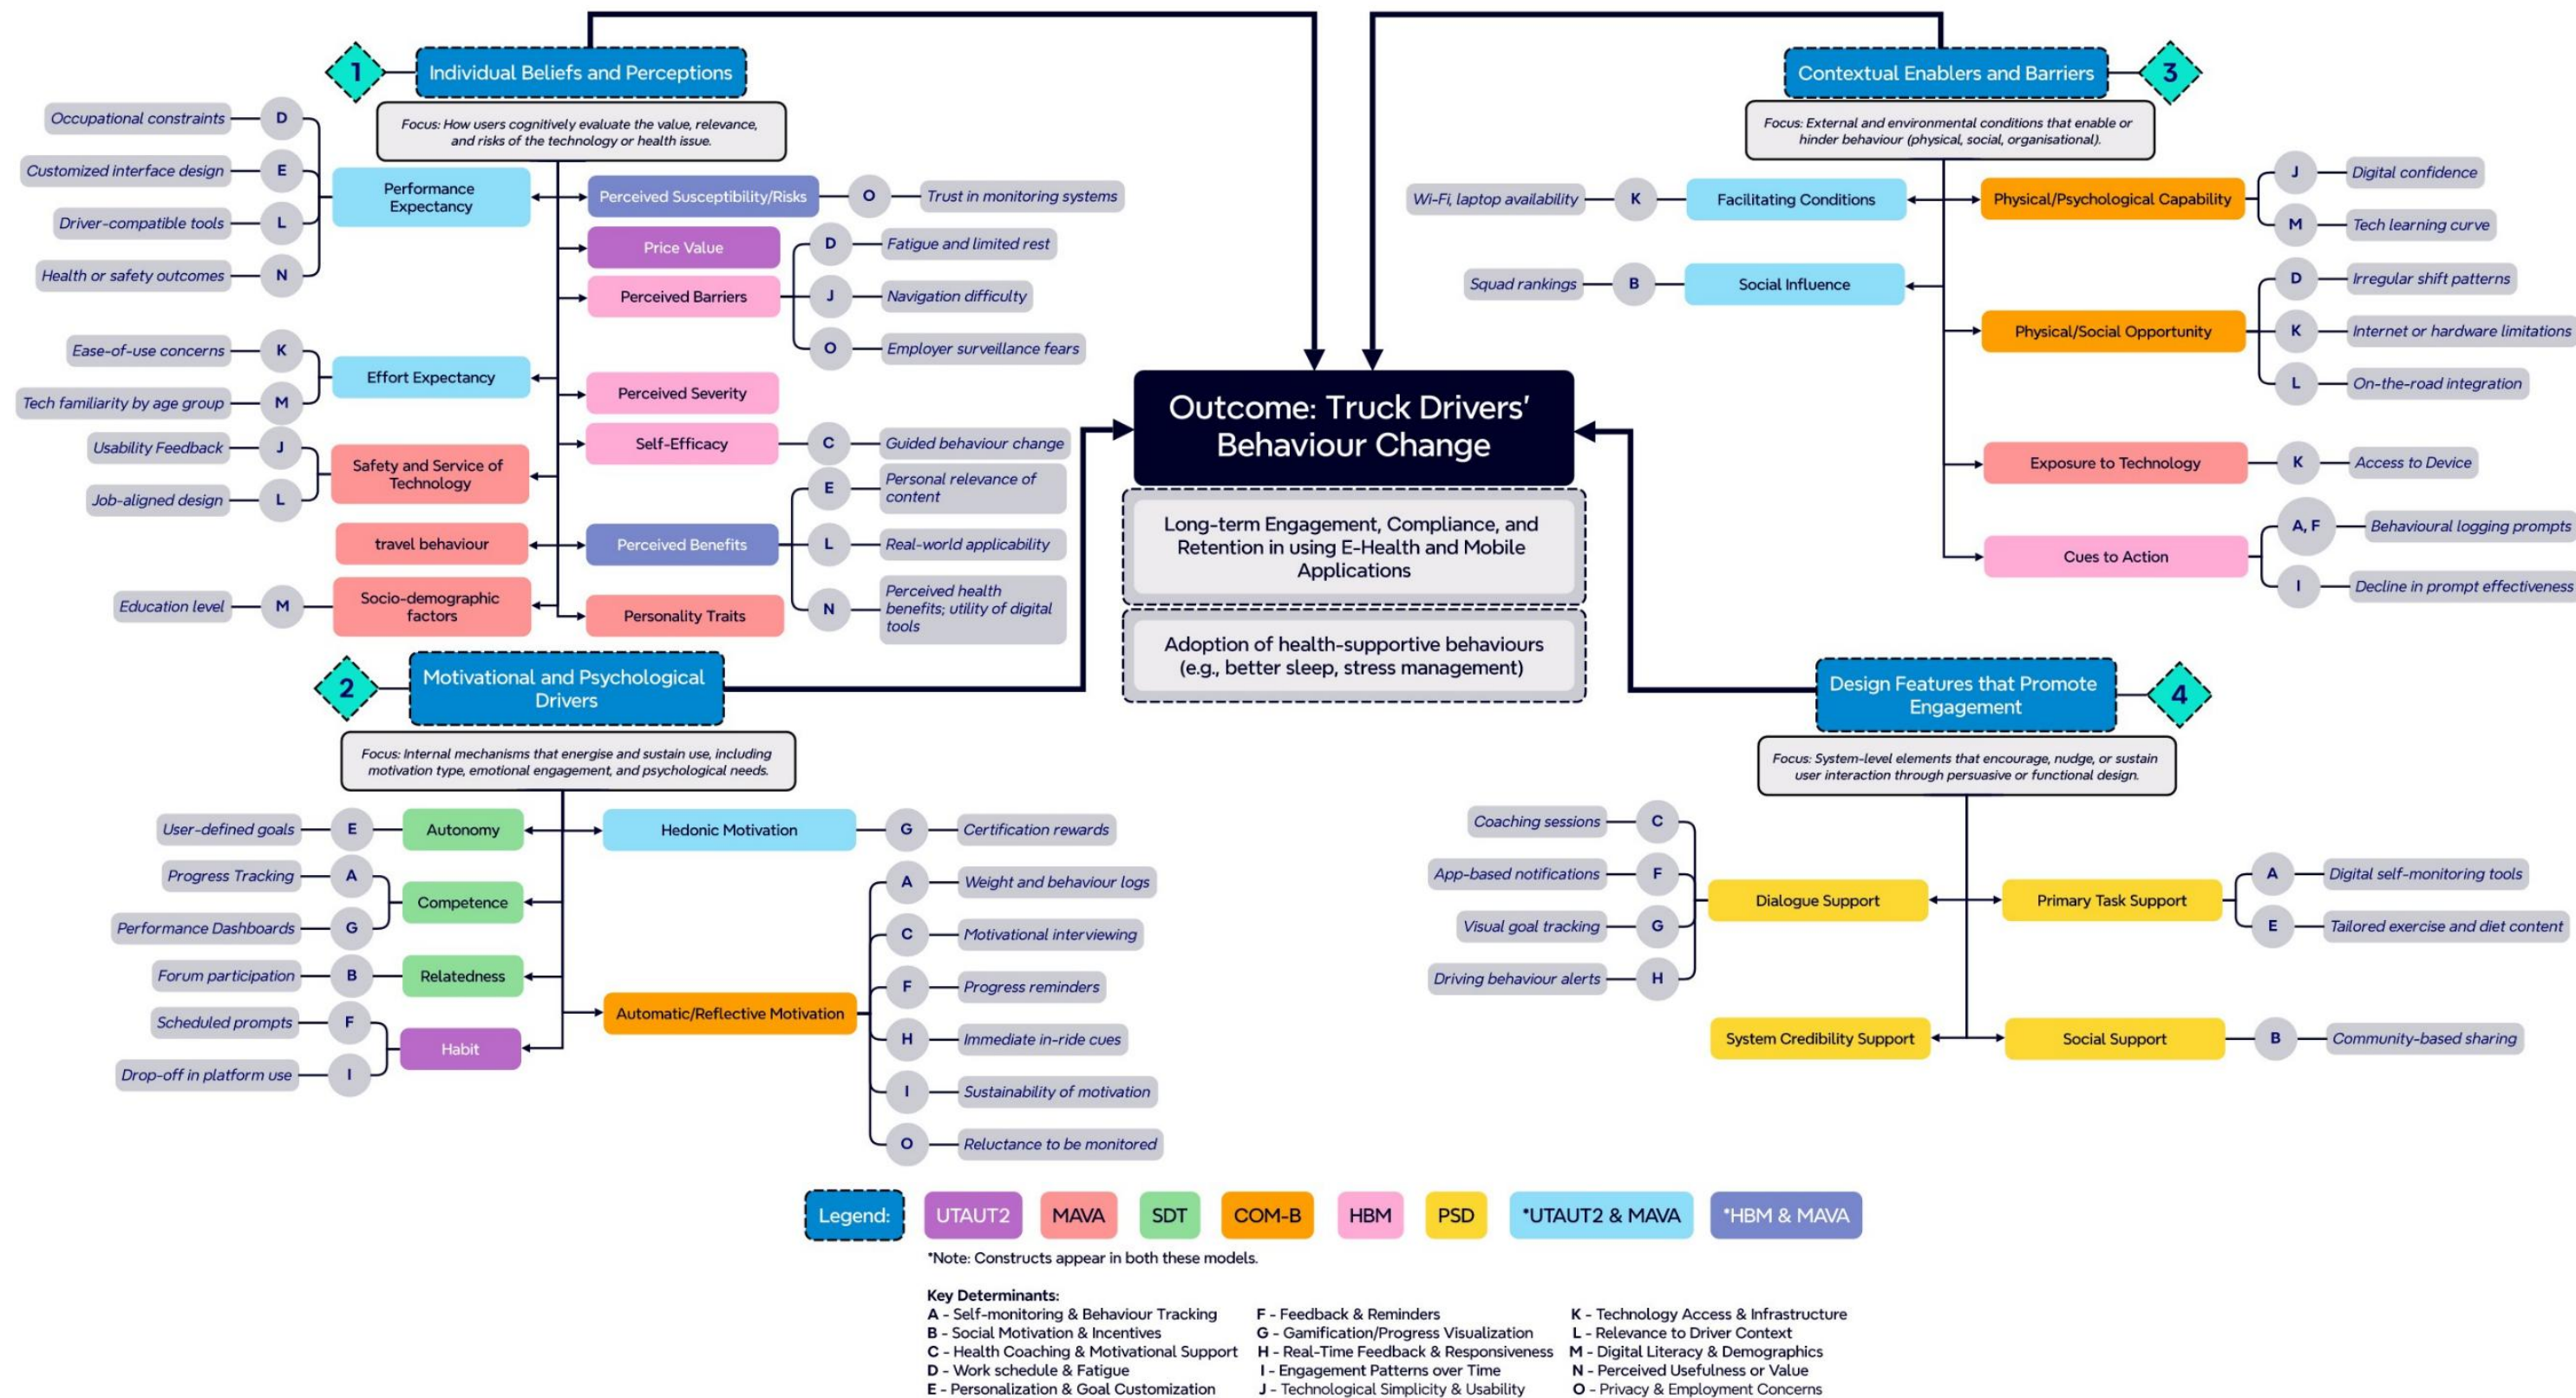 1
Individual Beliefs and Perceptions
Focus: How users cognitively evaluate the value, relevance,
and risks of the technology or health issue.
Occupational constraints
D
Customized interface design
E
Driver-compatible tools
L
Health or safety outcomes
N
Performance
Expectancy
Ease-of-use concerns
K
Tech familiarity by age group
M
Effort Expectancy
Usability Feedback
J
Job-aligned design
L
Safety and Service of
Technology
travel behaviour
Education level
M
Socio-demographic
factors
Perceived Susceptibility/Risks
O
Trust in monitoring systems
Price Value
Perceived Barriers
D
Fatigue and limited rest
J
Navigation difficulty
O
Employer surveillance fears
Perceived Severity
Self-Efficacy
C
Guided behaviour change
Perceived Benefits
E
Personal relevance of
content
L
Real-world applicability
N
Perceived health
benefits; utility of digital
tools
Personality Traits
2
Motivational and Psychological
Drivers
Focus: Internal mechanisms that energise and sustain use, including
motivation type, emotional engagement, and psychological needs.
User-defined goals
E
Autonomy
Progress Tracking
A
Performance Dashboards
G
Competence
Forum participation
B
Relatedness
Scheduled prompts
F
Drop-off in platform use
I
Habit
Hedonic Motivation
G
Certification rewards
Automatic/Reflective Motivation
A
Weight and behaviour logs
C
Motivational interviewing
F
Progress reminders
H
Immediate in-ride cues
I
Sustainability of motivation
O
Reluctance to be monitored
Outcome: Truck Drivers'
Behaviour Change
Long-term Engagement, Compliance, and
Retention in using E-Health and Mobile
Applications
Adoption of health-supportive behaviours
(e.g., better sleep, stress management)
Contextual Enablers and Barriers
3
Focus: External and environmental conditions that enable or
hinder behaviour (physical, social, organisational).
Wi-Fi, laptop availability
K
Facilitating Conditions
Squad rankings
B
Social Influence
Physical/Psychological Capability
J
Digital confidence
M
Tech learning curve
Physical/Social Opportunity
D
Irregular shift patterns
K
Internet or hardware limitations
L
On-the-road integration
Exposure to Technology
K
Access to Device
Cues to Action
A, F
Behavioural logging prompts
I
Decline in prompt effectiveness
Design Features that Promote
Engagement
4
Focus: System-level elements that encourage, nudge, or sustain
user interaction through persuasive or functional design.
Coaching sessions
C
App-based notifications
F
Visual goal tracking
G
Driving behaviour alerts
H
Dialogue Support
Primary Task Support
A
Digital self-monitoring tools
E
Tailored exercise and diet content
System Credibility Support
Social Support
B
Community-based sharing
Legend:
UTAUT2
MAVA
SDT
COM-B
HBM
PSD
*UTAUT2 & MAVA
*HBM & MAVA
*Note: Constructs appear in both these models.
Key Determinants:
A - Self-monitoring & Behaviour Tracking
B - Social Motivation & Incentives
C - Health Coaching & Motivational Support
D - Work schedule & Fatigue
E - Personalization & Goal Customization
F - Feedback & Reminders
G - Gamification/Progress Visualization
H - Real-Time Feedback & Responsiveness
I - Engagement Patterns over Time
J - Technological Simplicity & Usability
K - Technology Access & Infrastructure
L - Relevance to Driver Context
M - Digital Literacy & Demographics
N - Perceived Usefulness or Value
O - Privacy & Employment Concerns